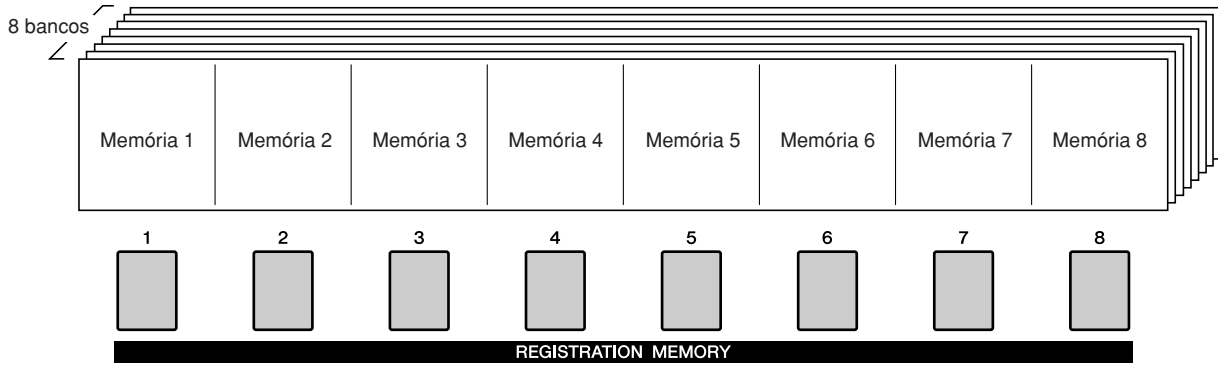 8 bancos
Memória 1 Memória 2 Memória 3 Memória 4 Memória 5 Memória 6 Memória 7 Memória 8
1 2 3 4 5 6 7 8
REGISTRATION MEMORY